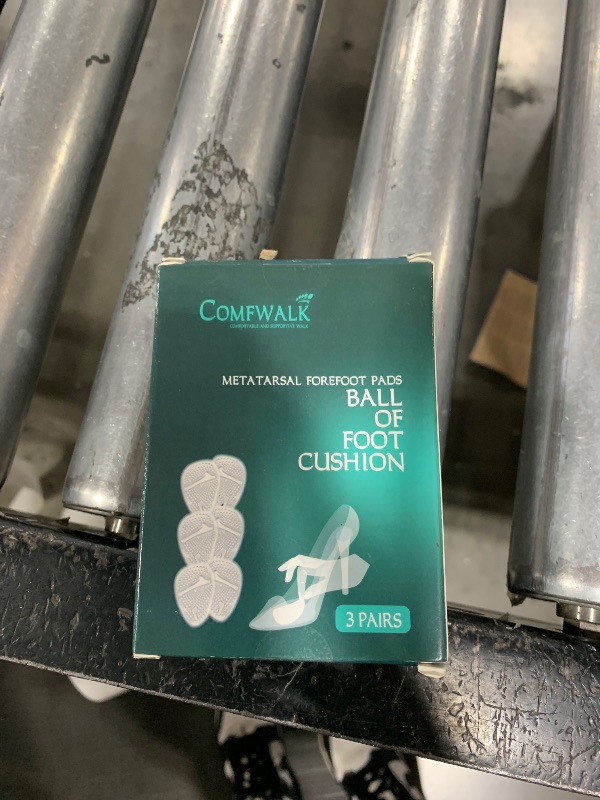 COMFWALK
COMFORTABLE AND SUPPORTIVE WALK
METATARSAL FOREFOOT PADS
BALL
OF
FOOT
CUSHION
3 PAIRS